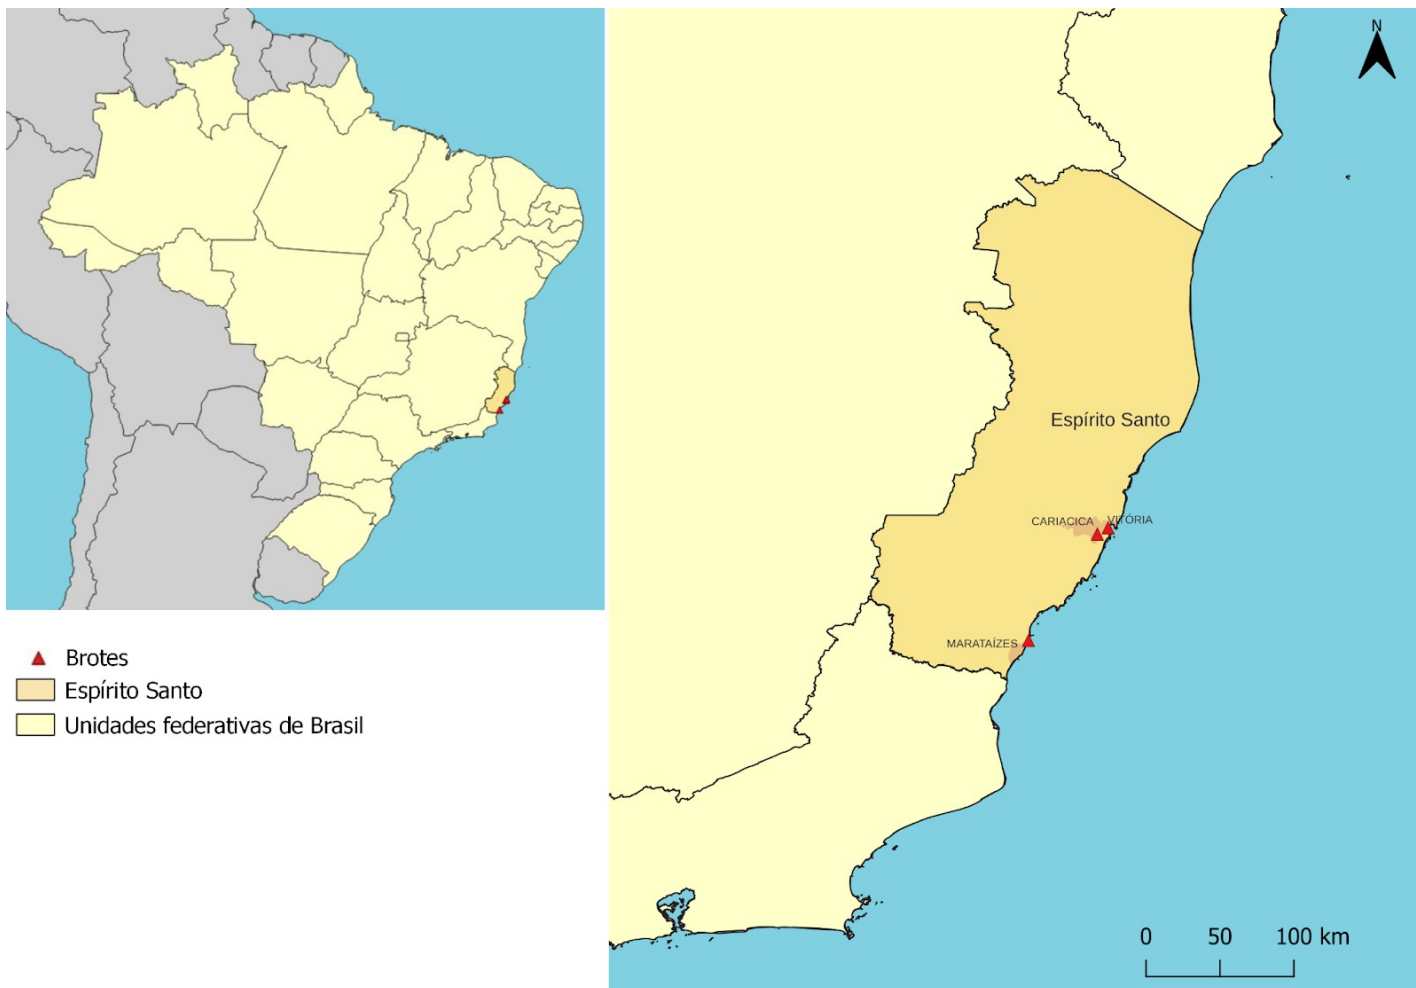 N
Espírito Santo
CARIACICA
VITÓRIA
MARATAÍZES
Brotes
Espírito Santo
Unidades federativas de Brasil
0 50 100 km